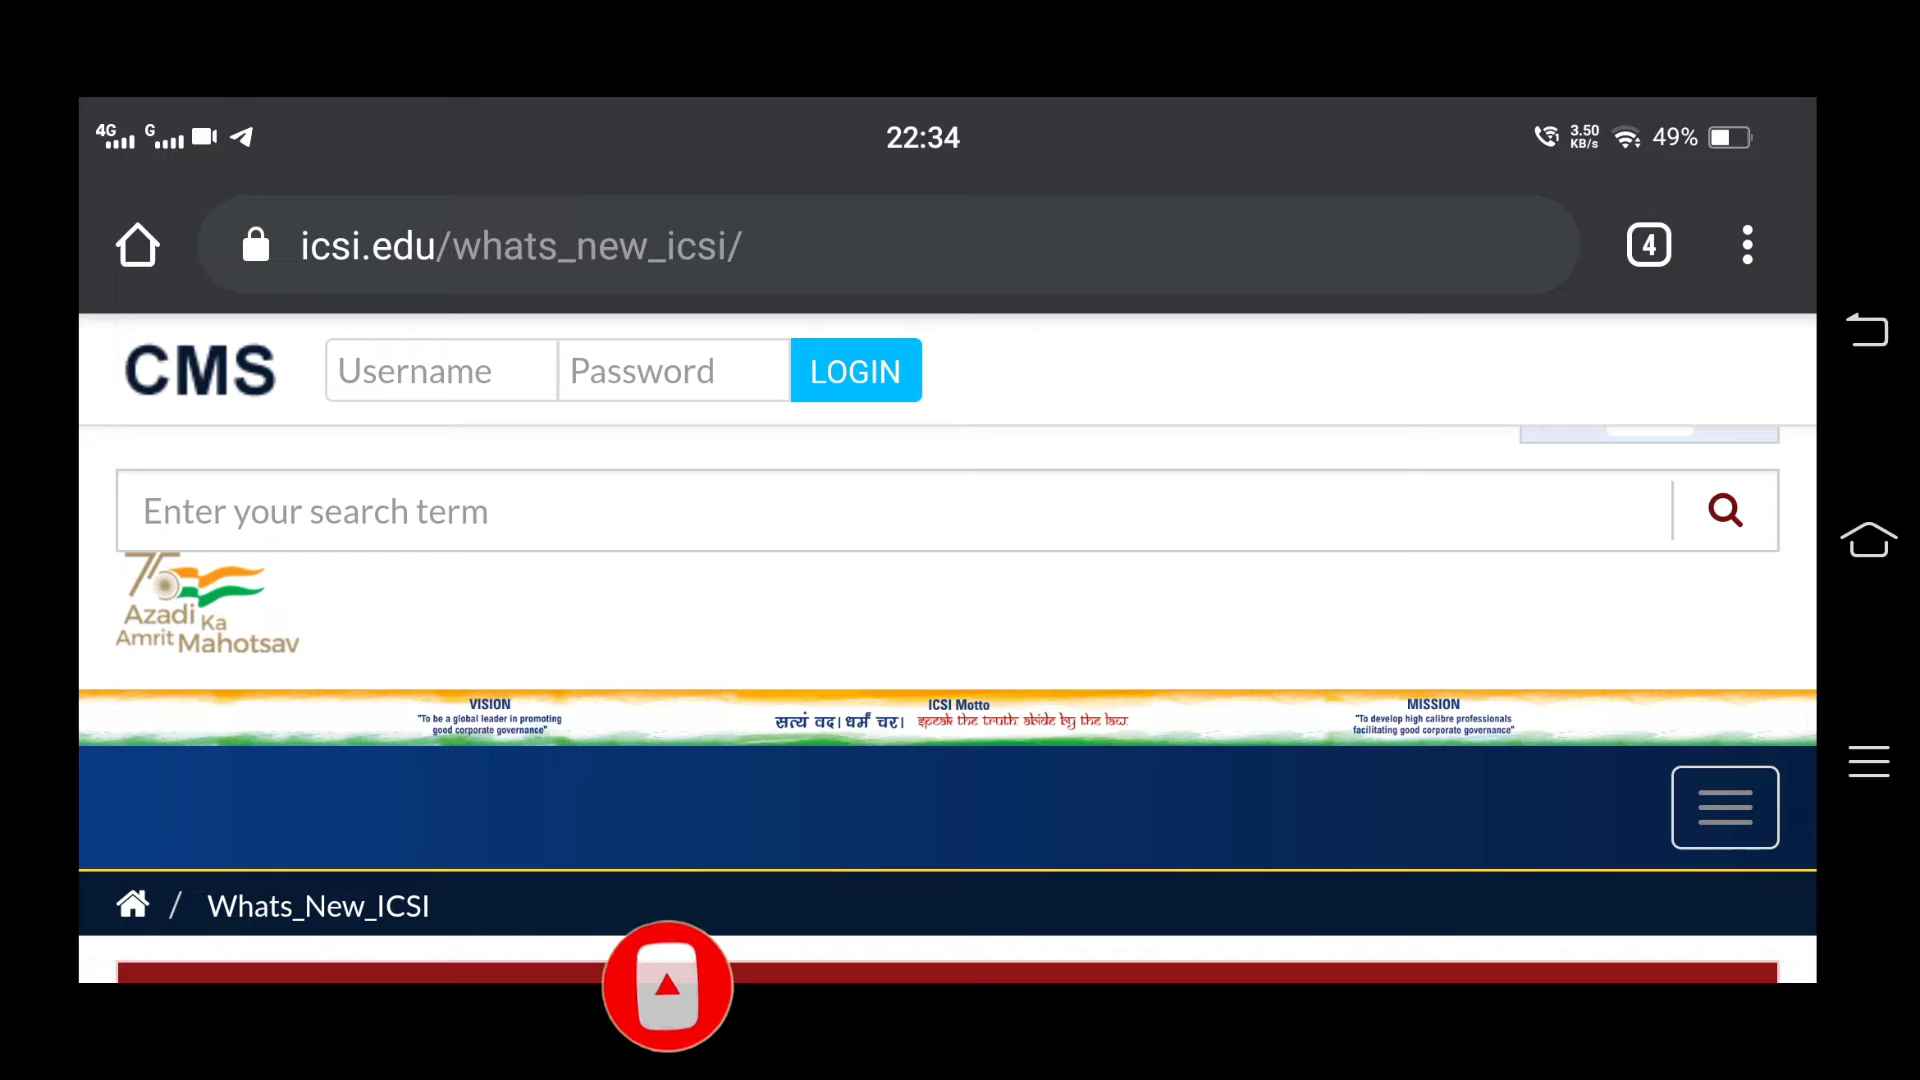 4G G 22:34 3.50 KB/s 49%
icsi.edu/whats_new_icsi/ 4
CMS Username Password LOGIN
Enter your search term
75
Azadi Ka
Amrit Mahotsav
VISION
"To be a global leader in promoting
good corporate governance"
ICSI Motto
सत्यं वद। धर्मं चर। speak the truth. abide by the law.
MISSION
"To develop high calibre professionals
facilitating good corporate governance"
/ Whats_New_ICSI